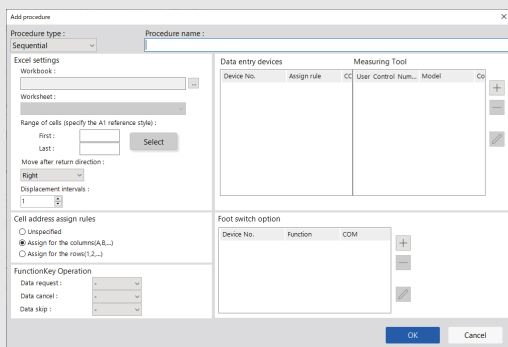 Add procedure
Procedure type :
Procedure name :
Sequential
Excel settings
Workbook :
...
Worksheet :
Range of cells (specify the A1 reference style) :
First :
Last :
Select
Move after return direction :
Right
Displacement intervals :
1
Data entry devices
Measuring Tool
Device No. Assign rule CC User Control Num... Model Co
Cell address assign rules
Unspecified
Assign for the columns(A,B,...)
Assign for the rows(1,2,...)
FunctionKey Operation
Data request : -
Data cancel : -
Data skip : -
Foot switch option
Device No. Function COM
OK
Cancel